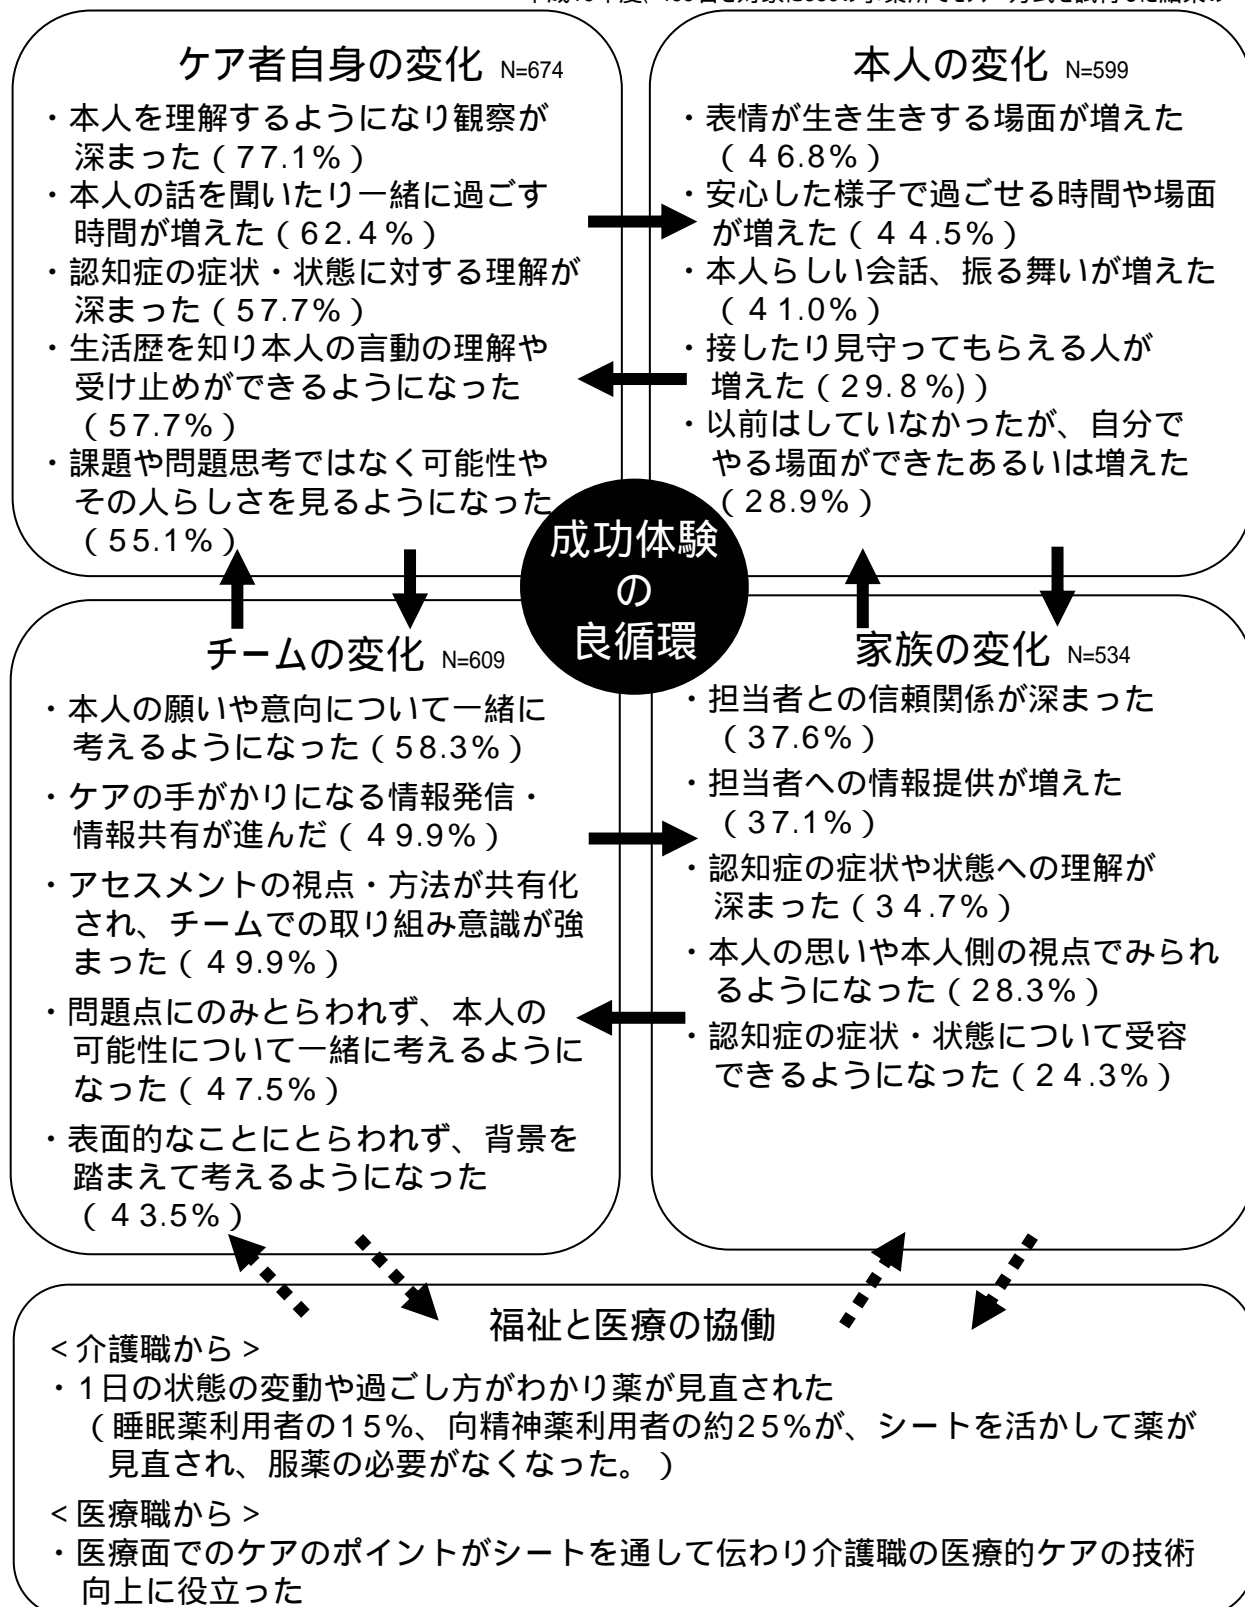 ケア者自身の変化 N=674
・本人を理解するようになり観察が
深まった(77.1%)
・本人の話を聞いたり一緒に過ごす
時間が増えた(62.4%)
・認知症の症状・状態に対する理解が
深まった(57.7%)
・生活歴を知り本人の言動の理解や
受け止めができるようになった
(57.7%)
・課題や問題思考ではなく可能性や
その人らしさを見るようになった
(55.1%)
本人の変化 N=599
・表情が生き生きする場面が増えた
(46.8%)
・安心した様子で過ごせる時間や場面
が増えた(44.5%)
・本人らしい会話、振る舞いが増えた
(41.0%)
・接したり見守ってもらえる人が
増えた(29.8%))
・以前はしていなかったが、自分で
やる場面ができたあるいは増えた
(28.9%)
成功体験
の
良循環
チームの変化 N=609
・本人の願いや意向について一緒に
考えるようになった(58.3%)
・ケアの手がかりになる情報発信・
情報共有が進んだ(49.9%)
・アセスメントの視点・方法が共有化
され、チームでの取り組み意識が強
まった(49.9%)
・問題点にのみとらわれず、本人の
可能性について一緒に考えるように
なった(47.5%)
・表面的なことにとらわれず、背景を
踏まえて考えるようになった
(43.5%)
家族の変化 N=534
・担当者との信頼関係が深まった
(37.6%)
・担当者への情報提供が増えた
(37.1%)
・認知症の症状や状態への理解が
深まった(34.7%)
・本人の思いや本人側の視点でみられ
るようになった(28.3%)
・認知症の症状・状態について受容
できるようになった(24.3%)
福祉と医療の協働
<介護職から>
・1日の状態の変動や過ごし方がわかり薬が見直された
(睡眠薬利用者の15%、向精神薬利用者の約25%が、シートを活かして薬が
見直され、服薬の必要がなくなった。)
<医療職から>
・医療面でのケアのポイントがシートを通して伝わり介護職の医療的ケアの技術
向上に役立った